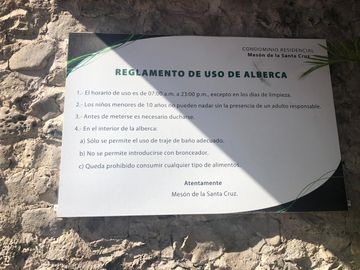 CONDOMINIO RESIDENCIAL
Mesón de la Santa Cruz
REGLAMENTO DE USO DE ALBERCA
1.- El horario de uso es de 07:00 a.m. a 23:00 p.m., excepto en los días de limpieza.
2.- Los niños menores de 10 años no pueden nadar sin la presencia de un adulto responsable.
3.- Antes de meterse es necesario ducharse.
4.- En el interior de la alberca:
a) Sólo se permite el uso de traje de baño adecuado.
b) No se permite introducirse con bronceador.
c) Queda prohibido consumir cualquier tipo de alimentos.
Atentamente
Mesón de la Santa Cruz.